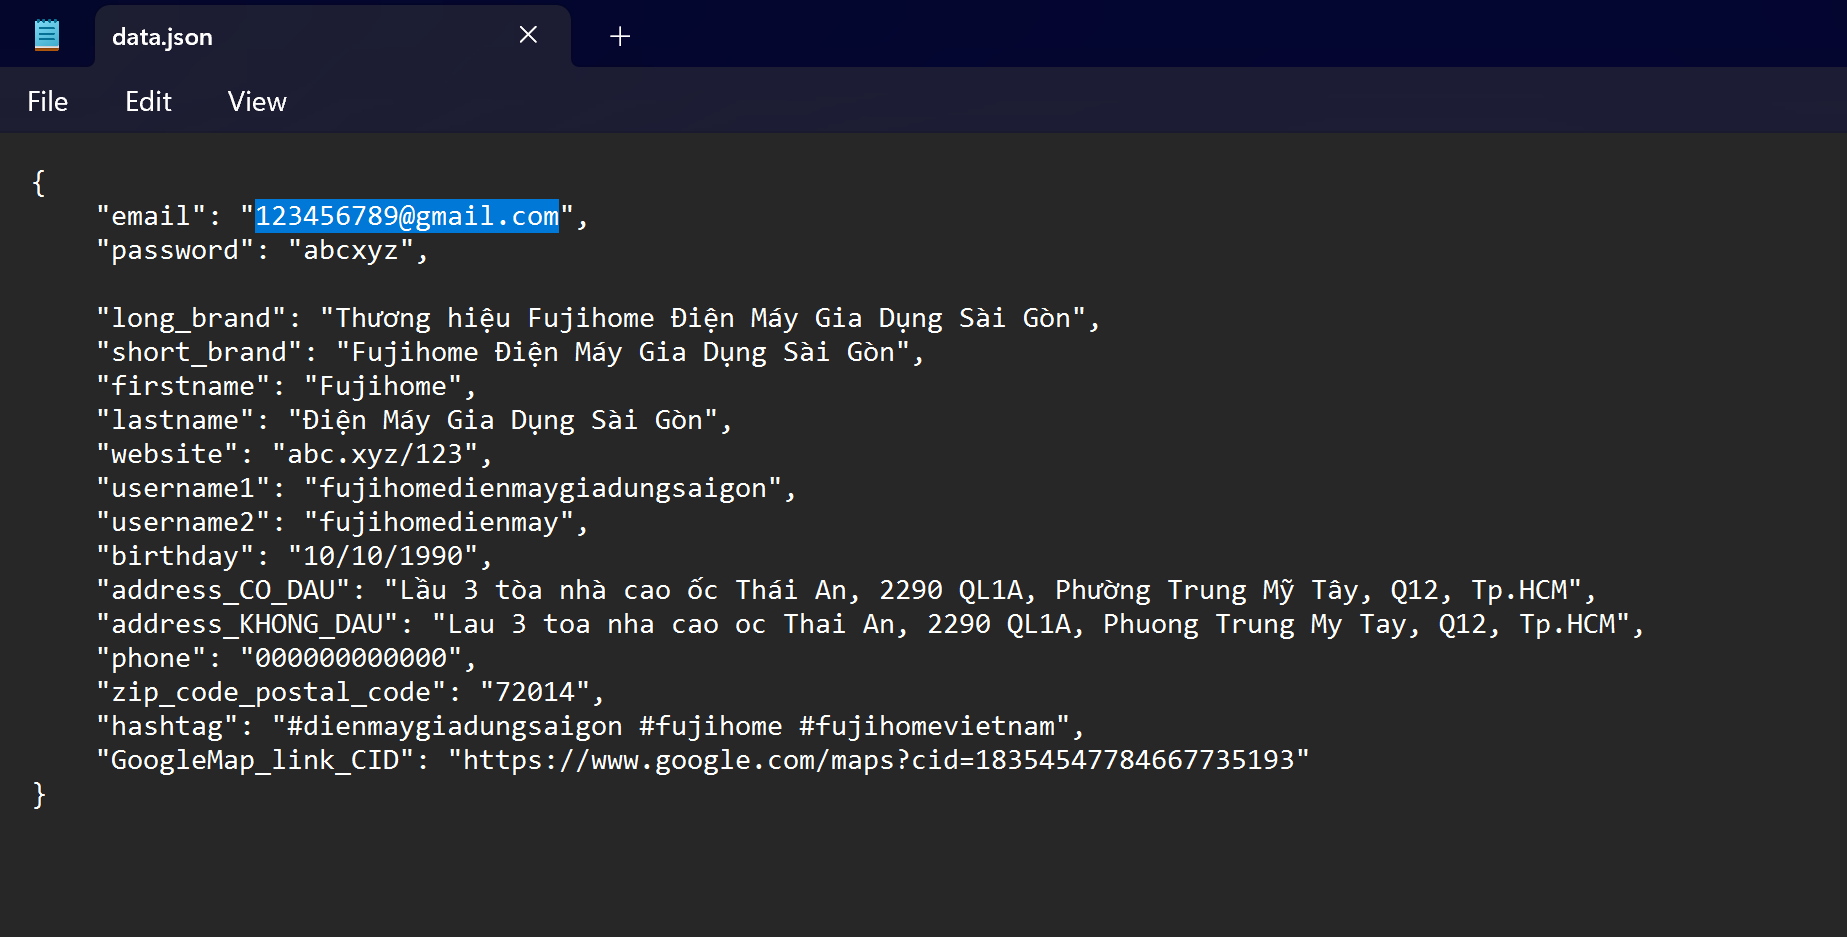 data.json
File Edit View
{
"email": "123456789@gmail.com",
"password": "abcxyz",
"long_brand": "Thương hiệu Fujihome Điện Máy Gia Dụng Sài Gòn",
"short_brand": "Fujihome Điện Máy Gia Dụng Sài Gòn",
"firstname": "Fujihome",
"lastname": "Điện Máy Gia Dụng Sài Gòn",
"website": "abc.xyz/123",
"username1": "fujihomedienmaygiadungsaigon",
"username2": "fujihomedienmay",
"birthday": "10/10/1990",
"address_CO_DAU": "Lầu 3 tòa nhà cao ốc Thái An, 2290 QL1A, Phường Trung Mỹ Tây, Q12, Tp.HCM",
"address_KHONG_DAU": "Lau 3 toa nha cao oc Thai An, 2290 QL1A, Phuong Trung My Tay, Q12, Tp.HCM",
"phone": "000000000000",
"zip_code_postal_code": "72014",
"hashtag": "#dienmaygiadungsaigon #fujihome #fujihomevietnam",
"GoogleMap_link_CID": "https://www.google.com/maps?cid=18354547784667735193"
}